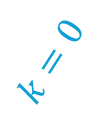 k = 0